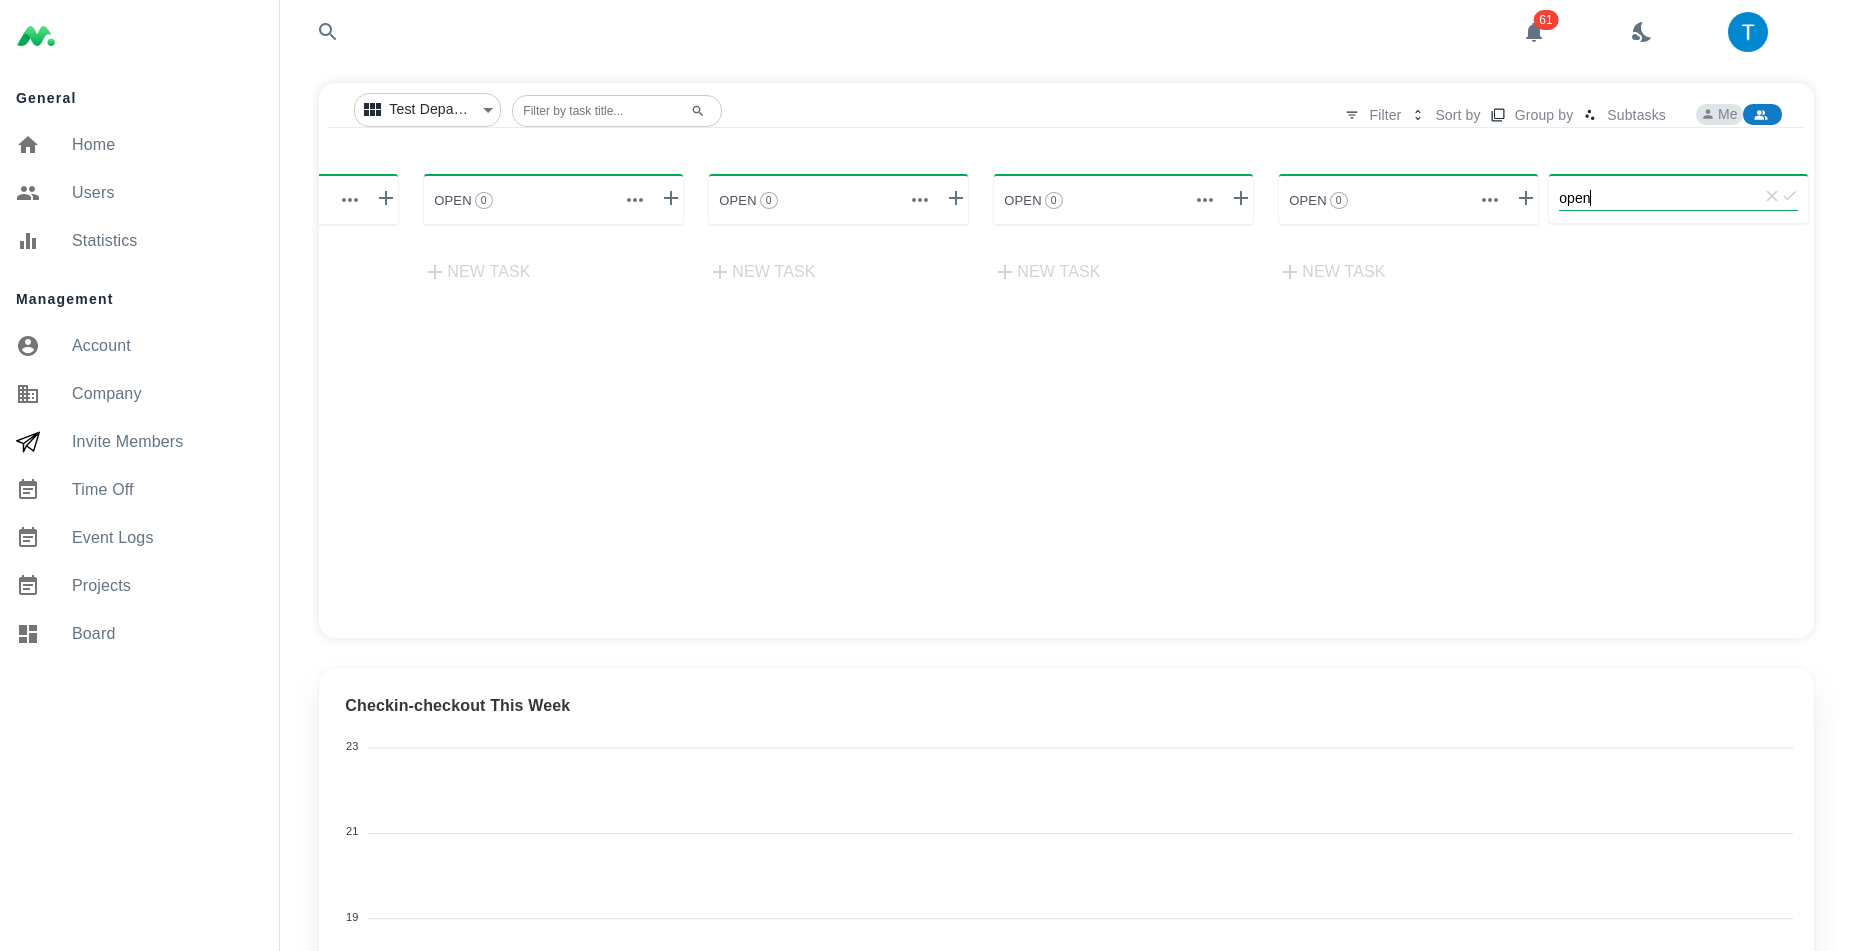 61
T
General
Home
Users
Statistics
Management
Account
Company
Invite Members
Time Off
Event Logs
Projects
Board
Test Depa...
Filter by task title...
Filter
Sort by
Group by
Subtasks
Me
OPEN 0
OPEN 0
OPEN 0
OPEN 0
open
NEW TASK
NEW TASK
NEW TASK
NEW TASK
Checkin-checkout This Week
23
21
19